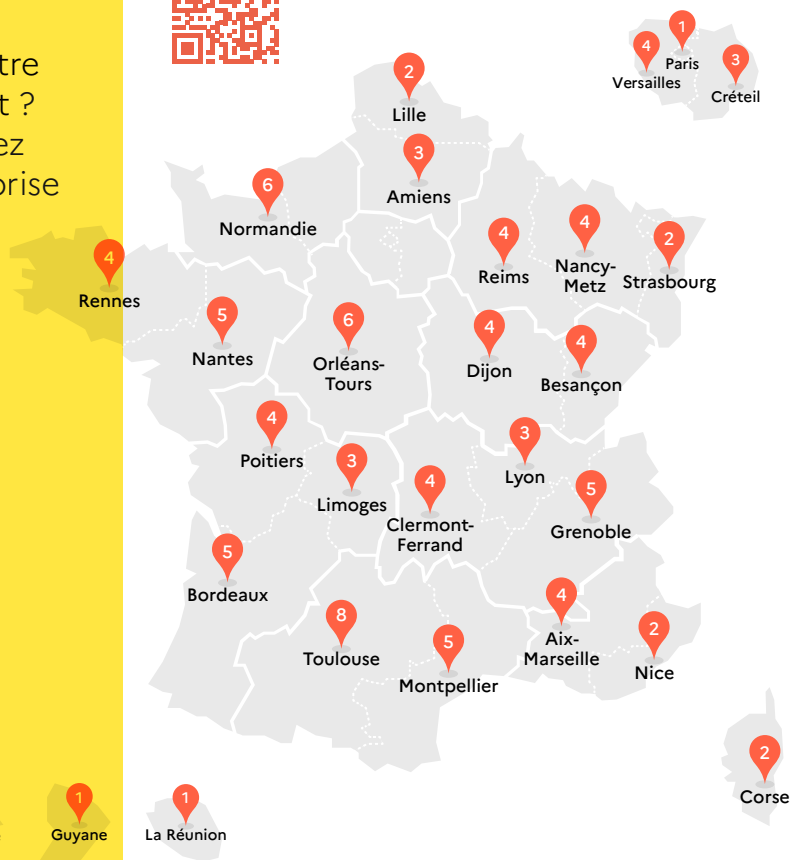 1
Paris
4
Versailles
3
Créteil
2
Lille
3
Amiens
6
Normandie
4
Rennes
5
Nantes
6
Orléans-
Tours
4
Reims
4
Nancy-
Metz
2
Strasbourg
4
Dijon
4
Besançon
4
Poitiers
3
Limoges
4
Clermont-
Ferrand
3
Lyon
5
Grenoble
5
Bordeaux
8
Toulouse
5
Montpellier
4
Aix-
Marseille
2
Nice
2
Corse
1
Guyane
1
La Réunion